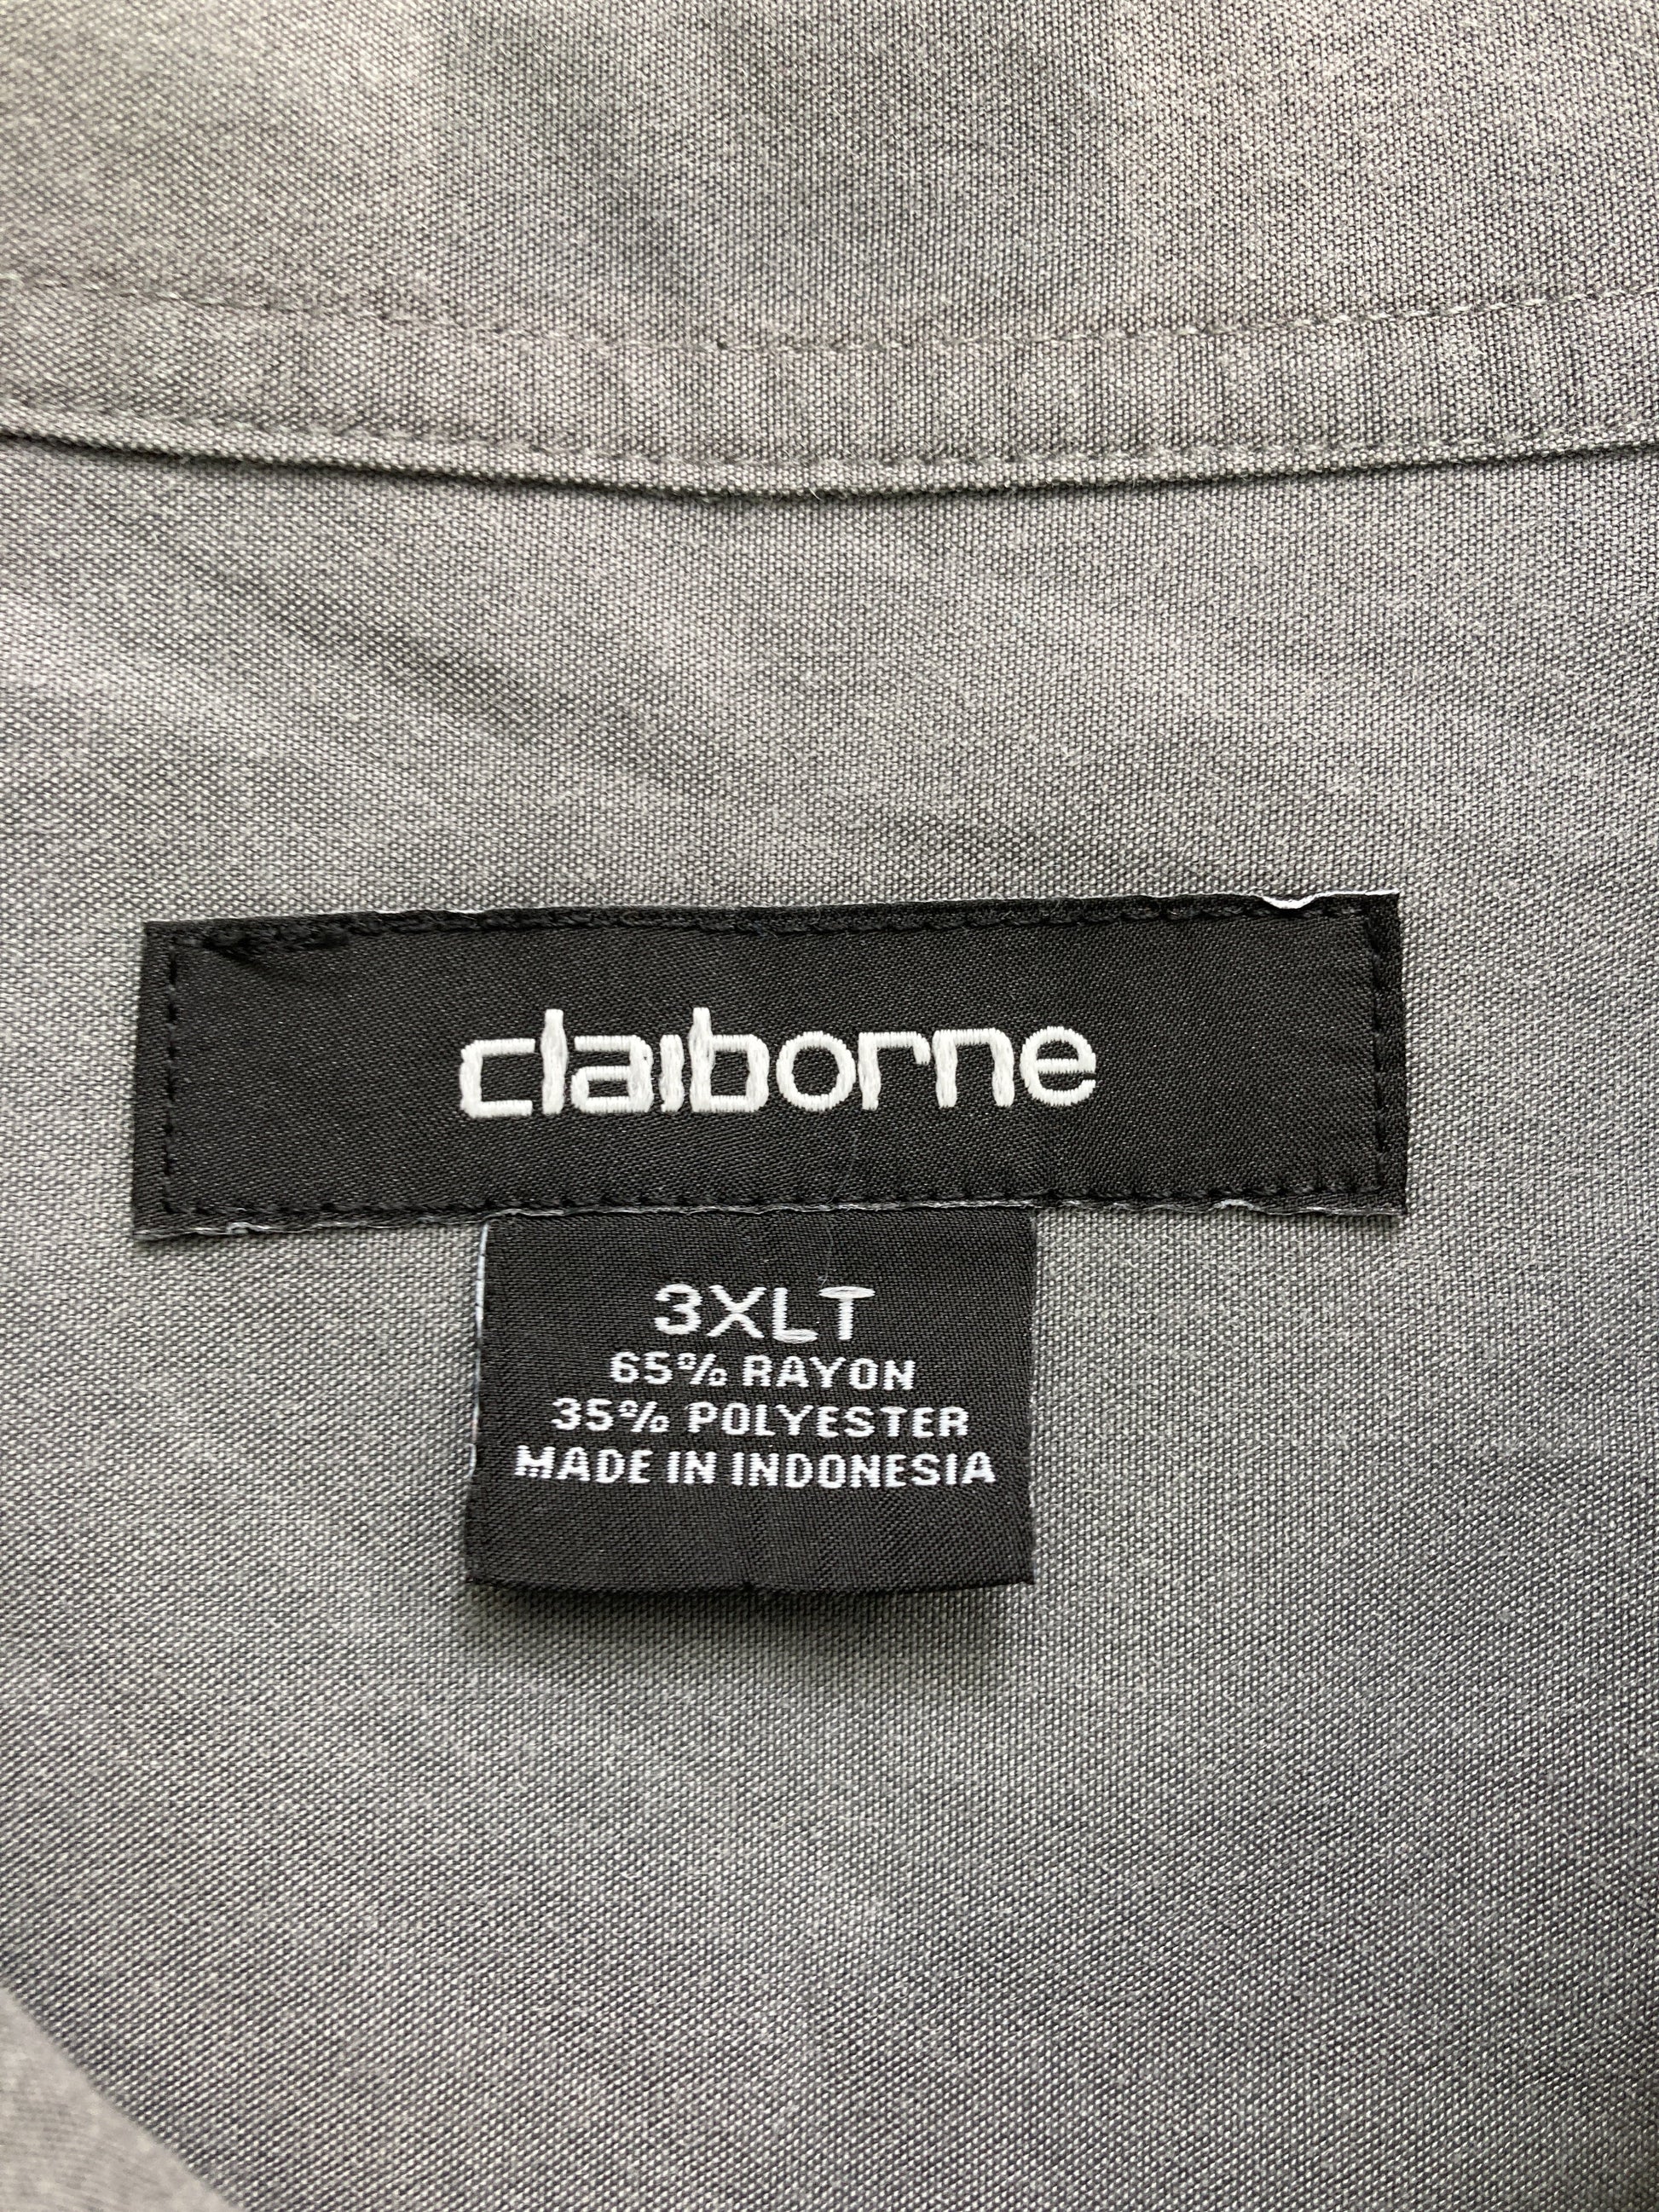 claiborne
3XLT
65% RAYON
35% POLYESTER
MADE IN INDONESIA